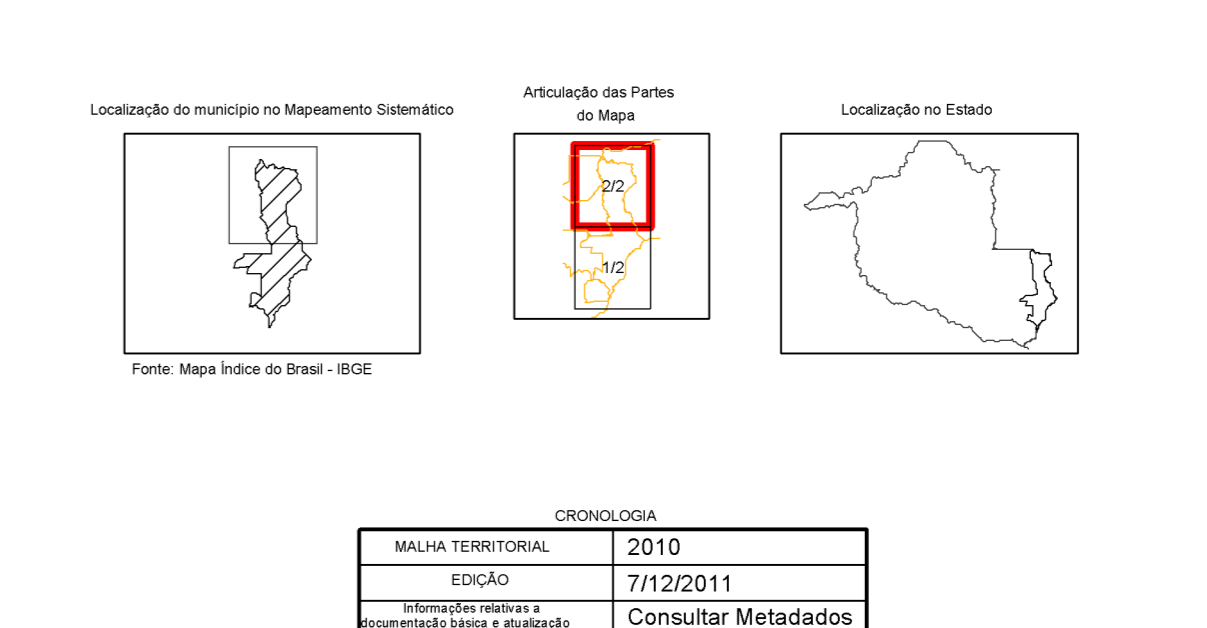 Localização do município no Mapeamento Sistemático
Articulação das Partes
do Mapa
Localização no Estado
2/2
1/2
Fonte: Mapa Índice do Brasil - IBGE
CRONOLOGIA
MALHA TERRITORIAL 2010
EDIÇÃO 7/12/2011
Informações relativas a
documentação básica e atualização
Consultar Metadados